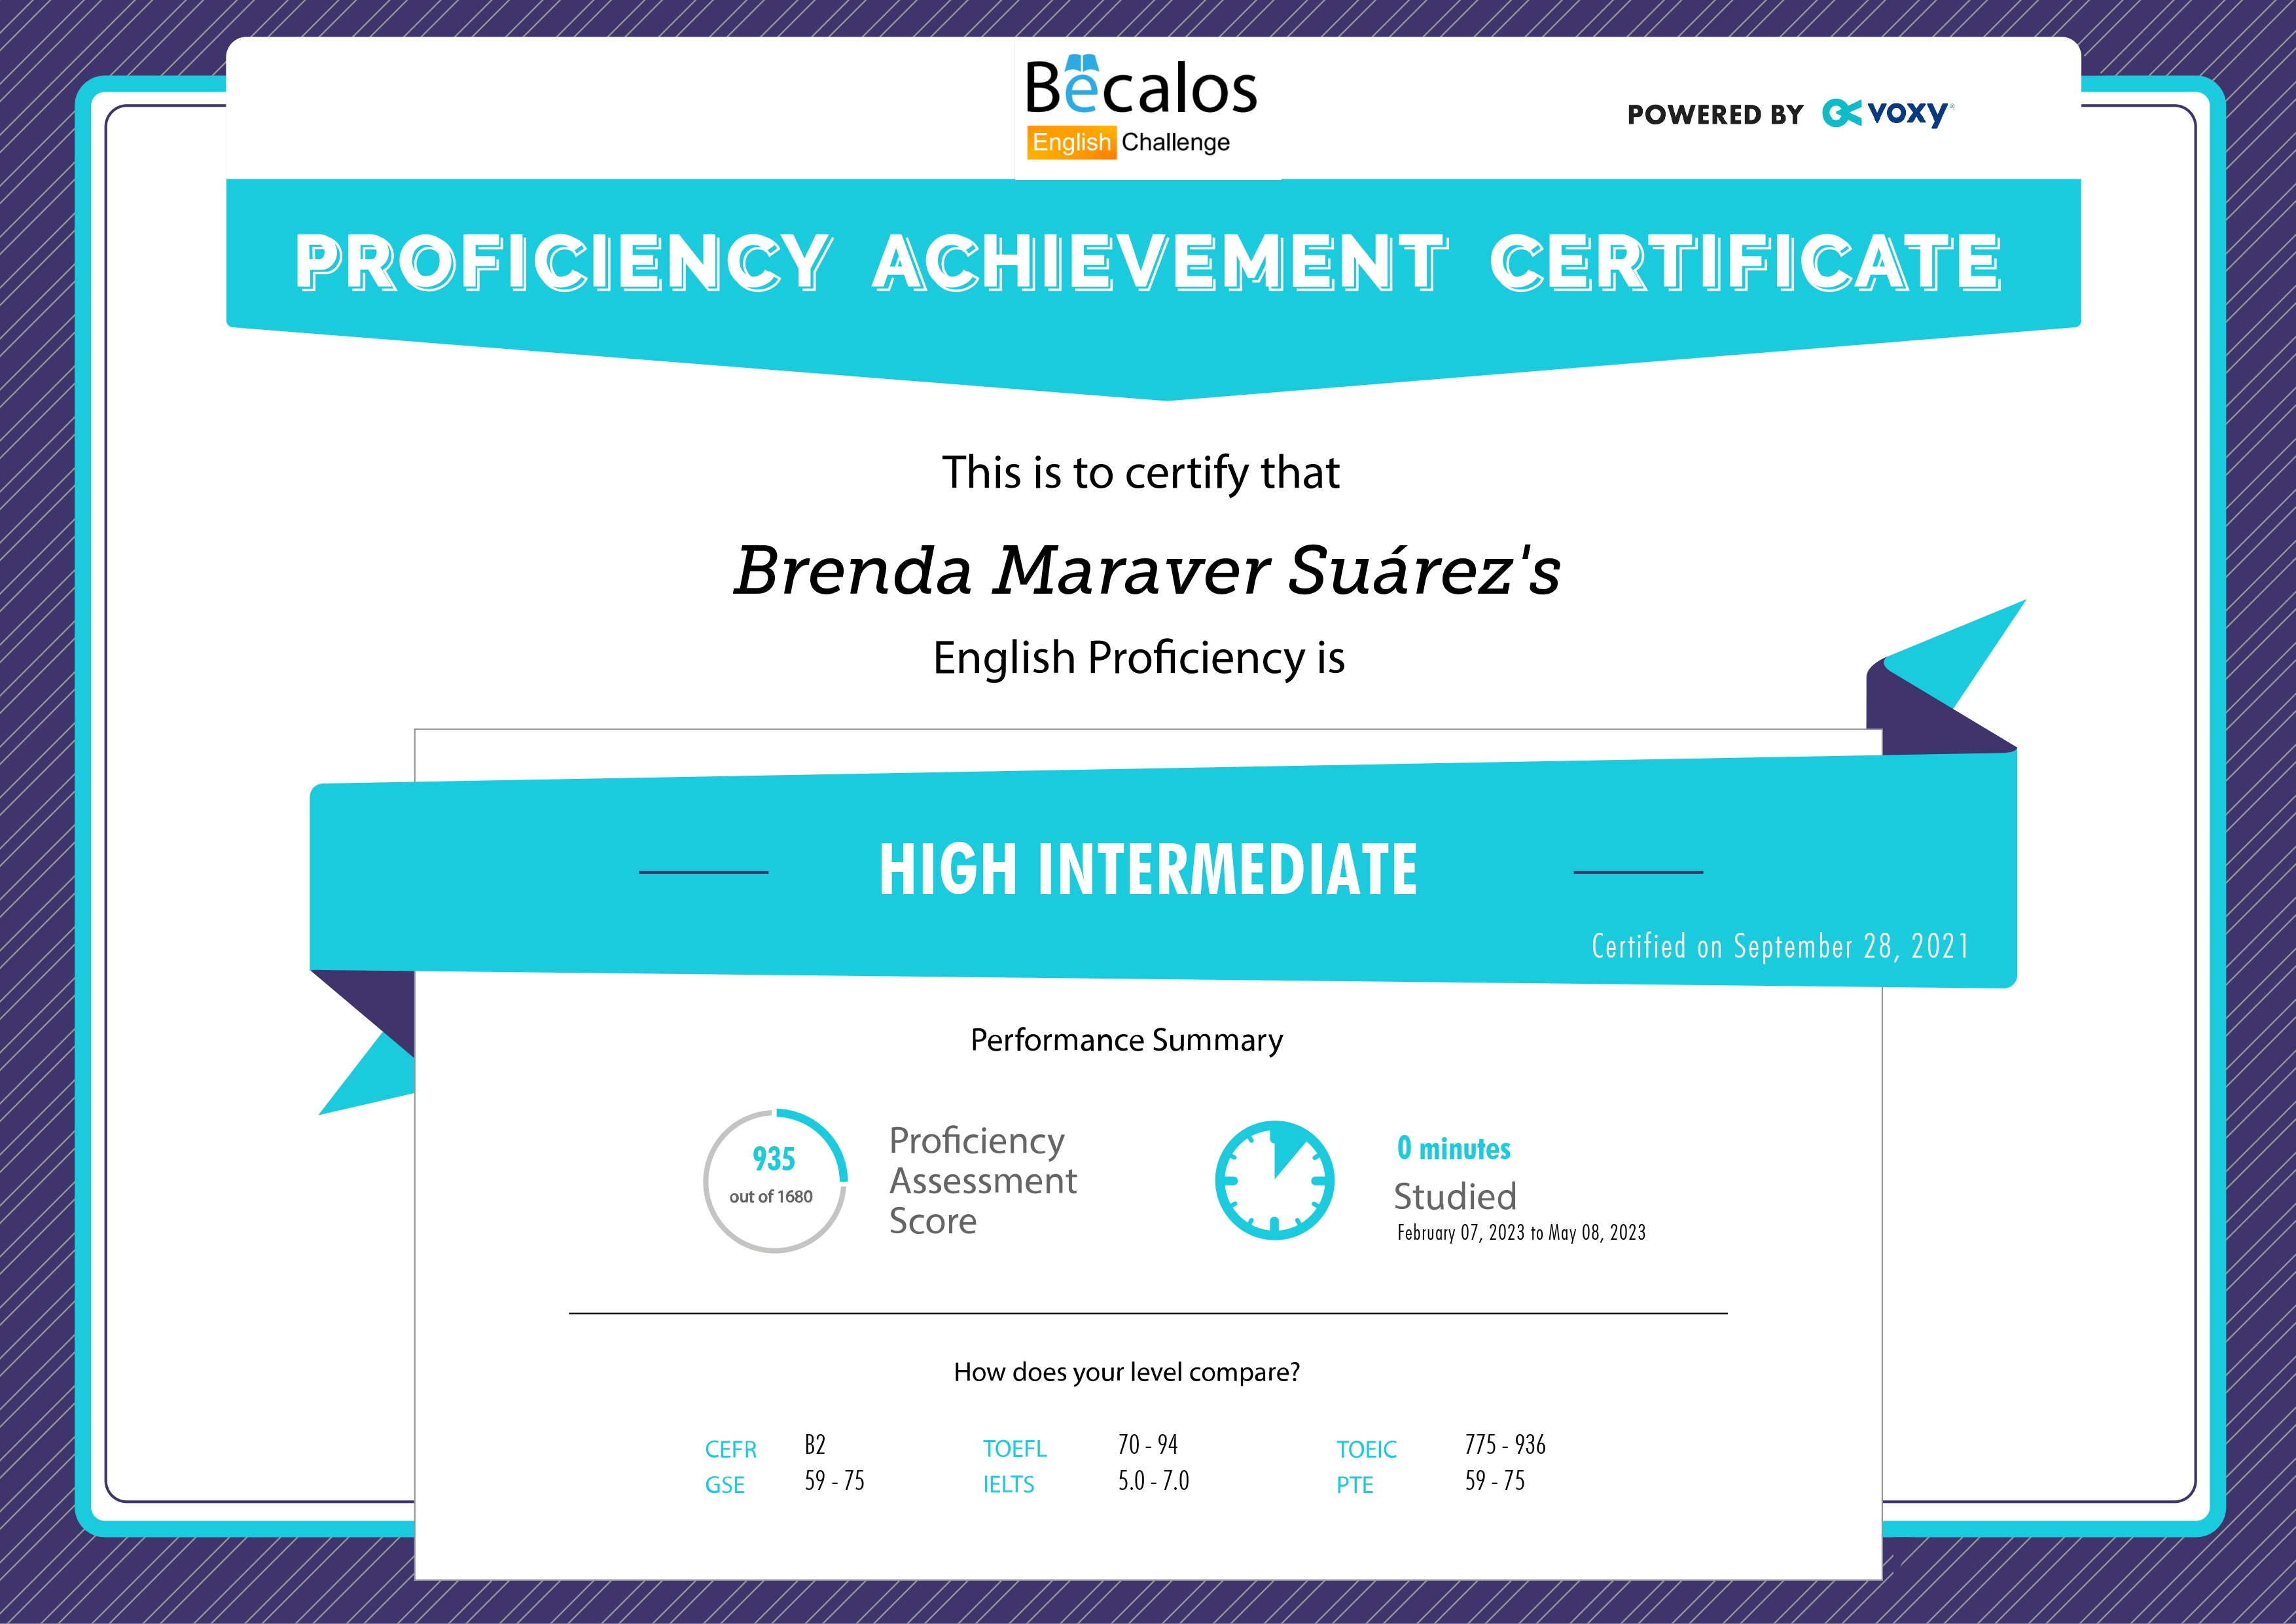 Becalos
English Challenge
POWERED BY VOXY®
PROFICIENCY ACHIEVEMENT CERTIFICATE
This is to certify that
Brenda Maraver Suárez's
English Proficiency is
HIGH INTERMEDIATE
Certified on September 28, 2021
Performance Summary
935
out of 1680
Proficiency
Assessment
Score
0 minutes
Studied
February 07, 2023 to May 08, 2023
How does your level compare?
CEFR B2 TOEFL 70 - 94 TOEIC 775 - 936
GSE 59 - 75 IELTS 5.0 - 7.0 PTE 59 - 75